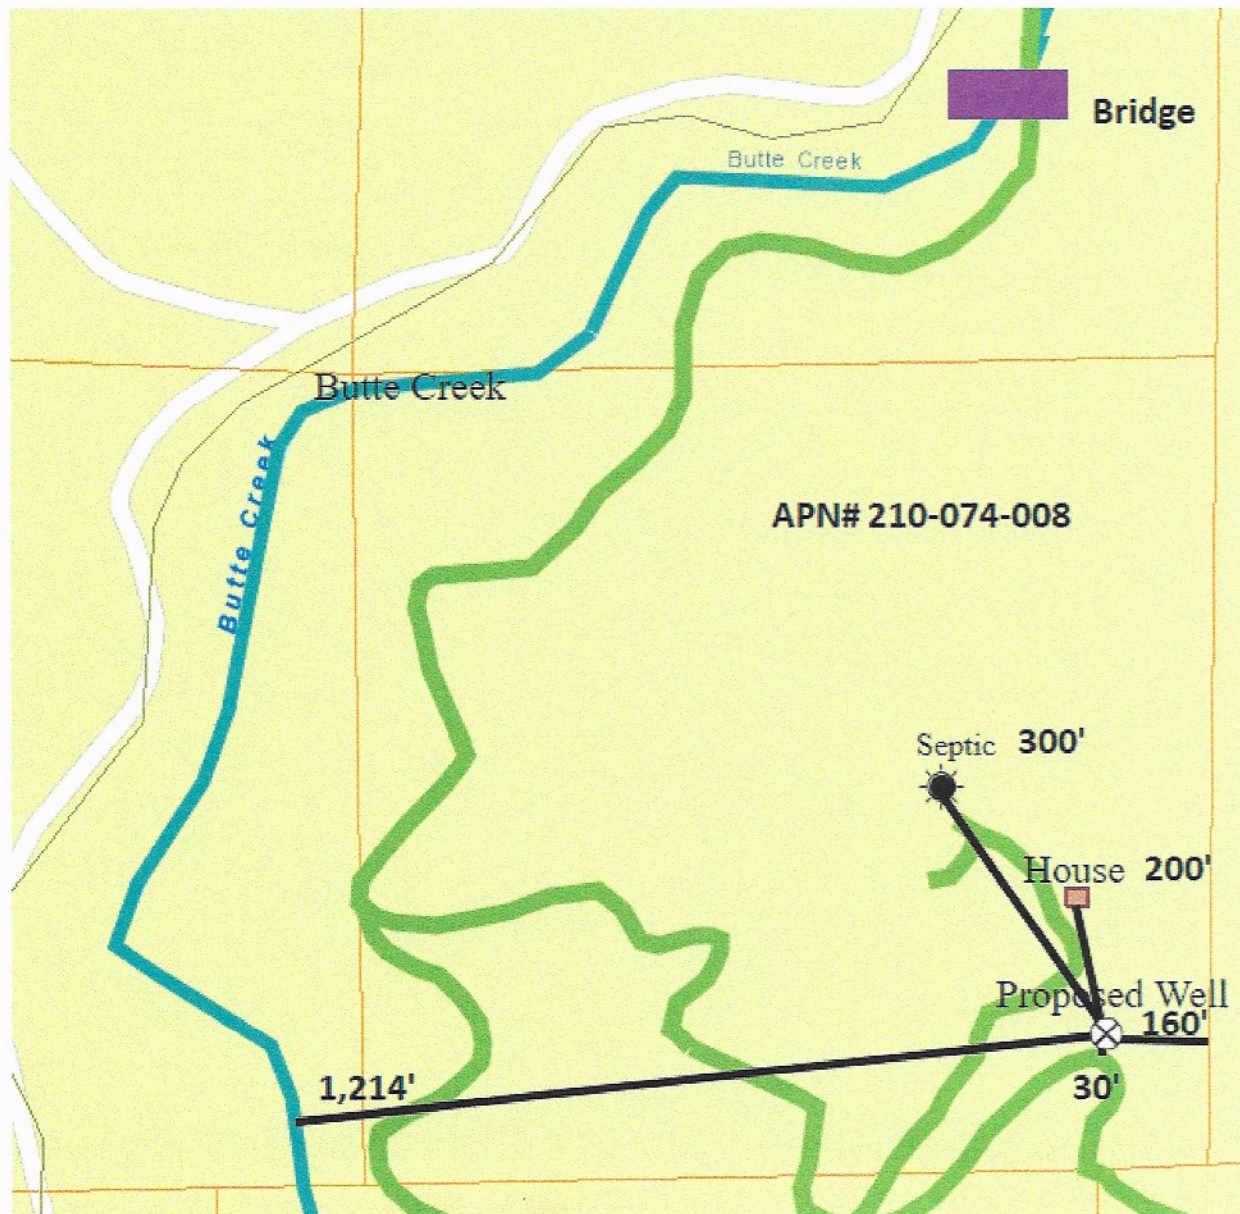 Bridge
Butte Creek
Butte Creek
Butte Creek
APN# 210-074-008
Septic 300'
House 200'
Proposed Well
160'
1,214'
30'